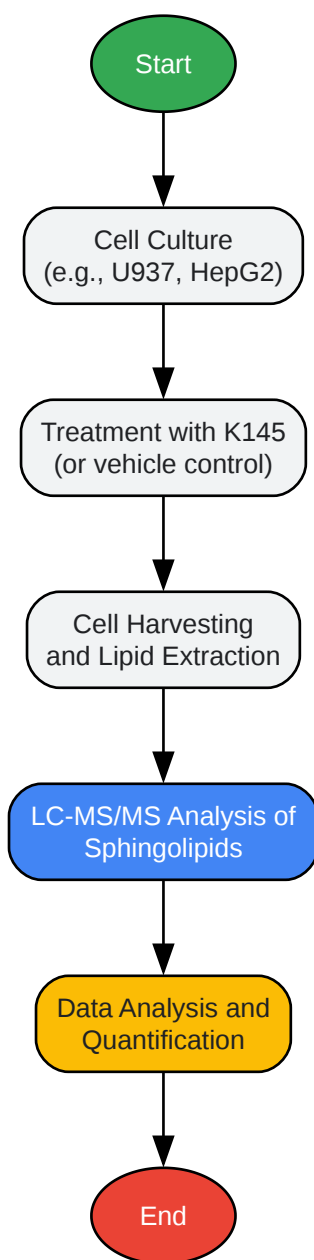 Start
Cell Culture
(e.g., U937, HepG2)
Treatment with K145
(or vehicle control)
Cell Harvesting
and Lipid Extraction
LC-MS/MS Analysis of
Sphingolipids
Data Analysis and
Quantification
End